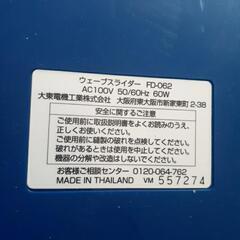 ウェーブスライダー FD-062
AC100V 50/60Hz 60W
大東電機工業株式会社 大阪府東大阪市新家東町2-38
安全に関するご注意
ご使用前に取扱説明書をよくお読みのうえ、正しく
お使いください。
ご使用前に縫製の破れを点検してください。
破れがあるときは使用を中止してください。
機器の分解や改造はしないでください。
お客様ご相談センター 0120-064-762
MADE IN THAILAND VM 557274